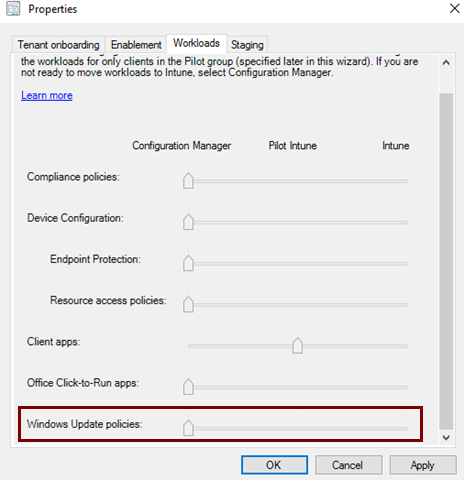 Properties
Tenant onboarding Enablement Workloads Staging
the workloads for only clients in the Pilot group (specified later in this wizard). If you are
not ready to move workloads to Intune, select Configuration Manager.
Learn more
Configuration Manager Pilot Intune Intune
Compliance policies:
Device Configuration:
Endpoint Protection:
Resource access policies:
Client apps:
Office Click-to-Run apps:
Windows Update policies:
OK Cancel Apply